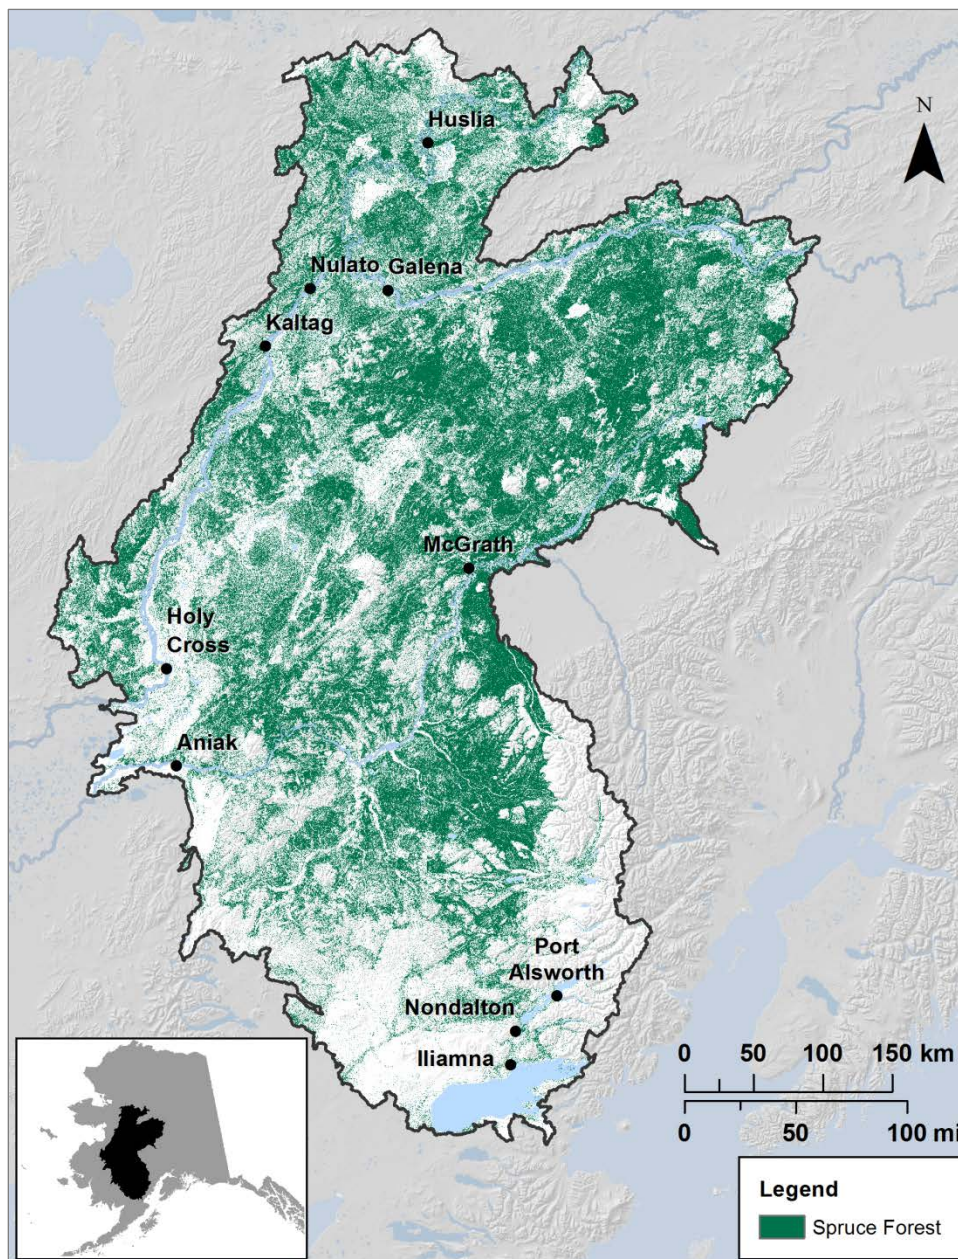 N
Huslia
Nulato
Galena
Kaltag
McGrath
Holy
Cross
Aniak
Port
Alsworth
Nondalton
Iliamna
0 50 100 150 km
0 50 100 mi
Legend
Spruce Forest